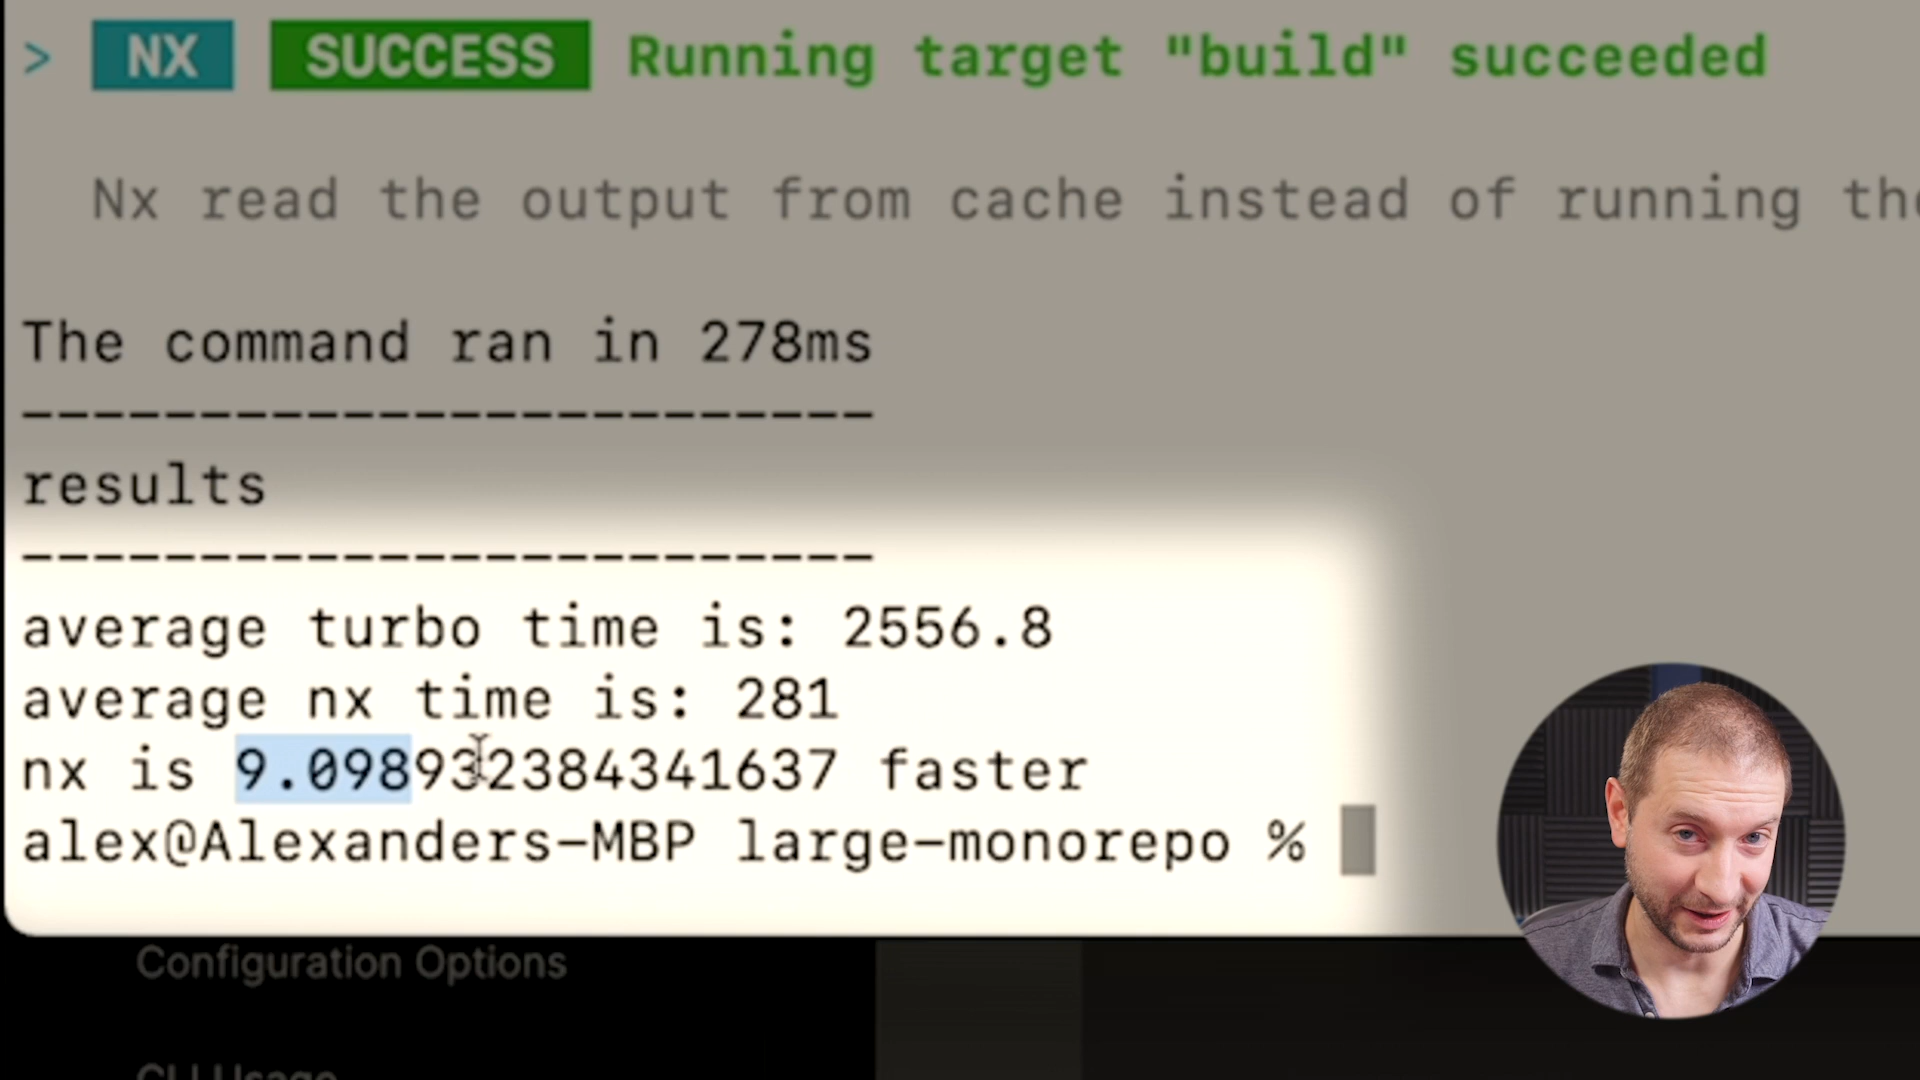 > NX SUCCESS Running target "build" succeeded
Nx read the output from cache instead of running
The command ran in 278ms
------------------------
results
------------------------
average turbo time is: 2556.8
average nx time is: 281
nx is 9.098932384341637 faster
alex@Alexanders-MBP large-monorepo %
Configuration Options
CLI Usage